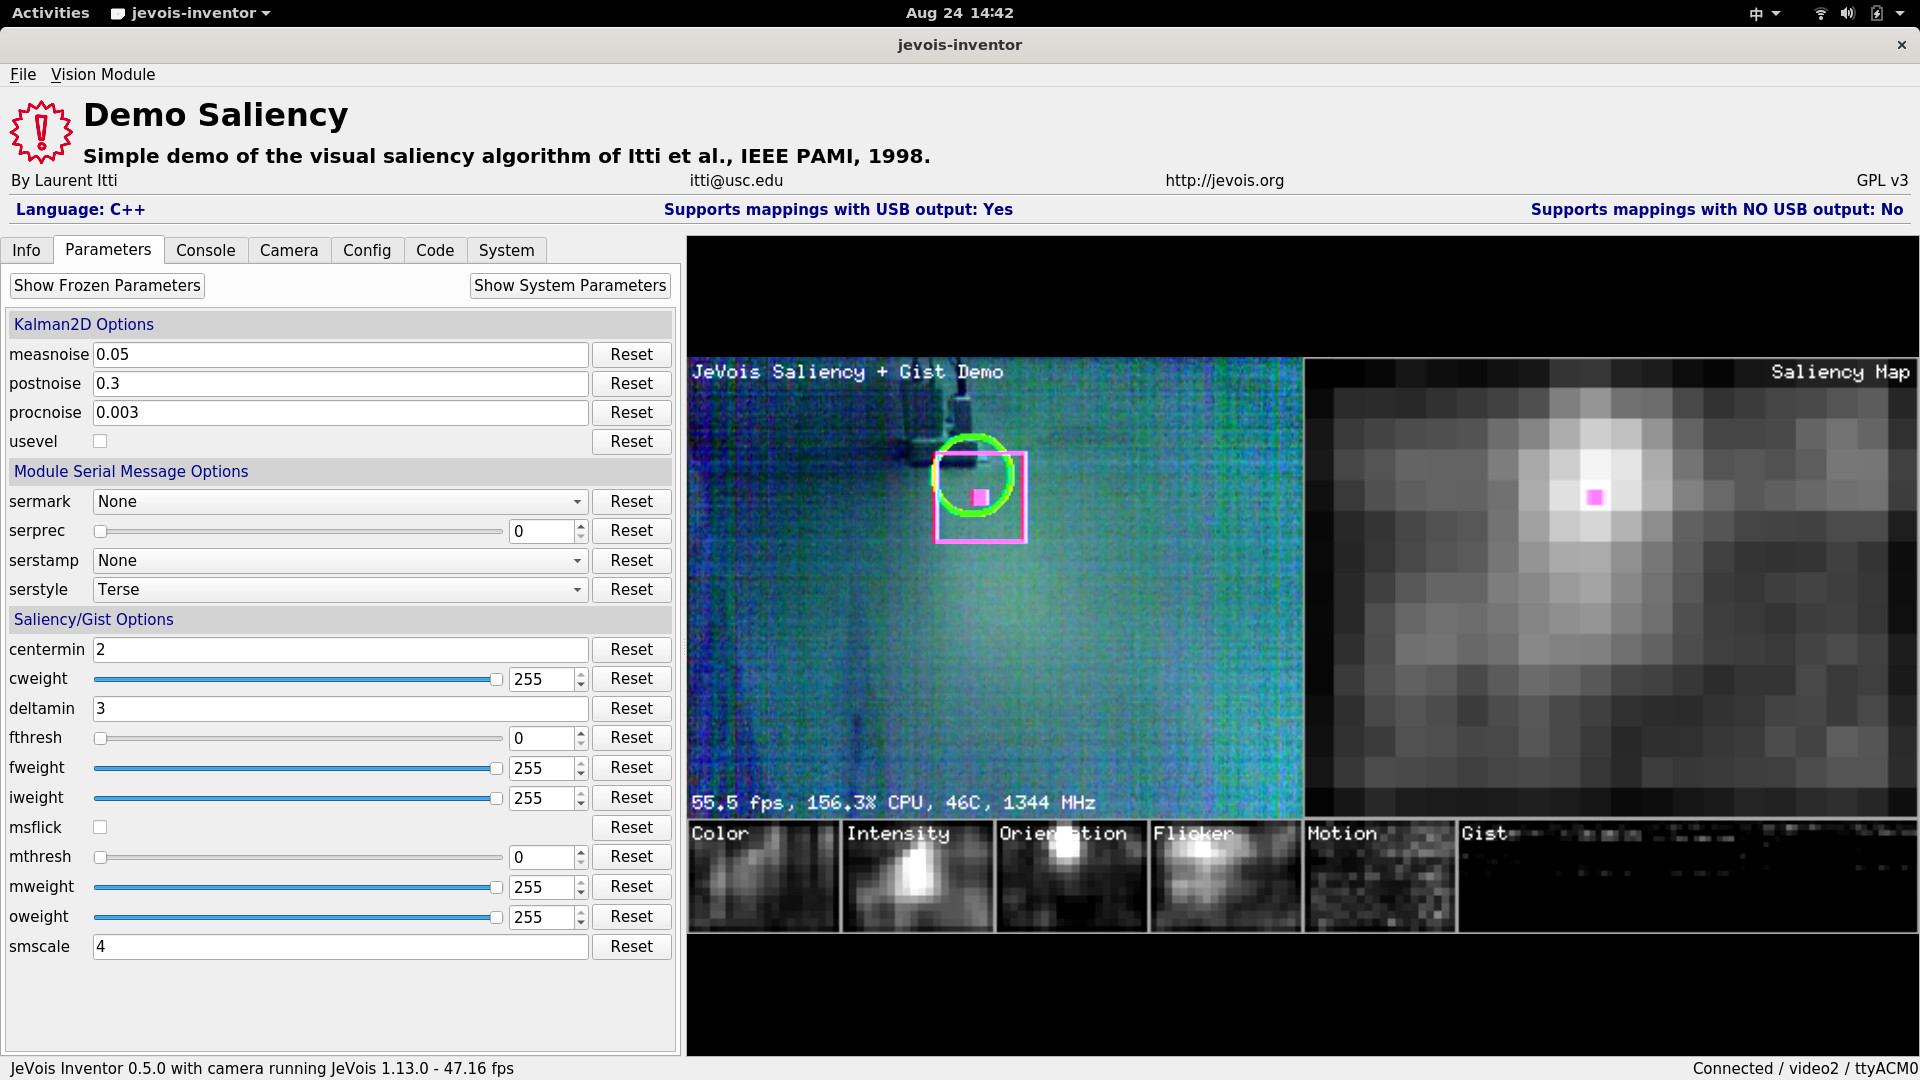 Activities jevois-inventor Aug 24 14:42 中
jevois-inventor ×
File Vision Module
Demo Saliency
Simple demo of the visual saliency algorithm of Itti et al., IEEE PAMI, 1998.
By Laurent Itti itti@usc.edu http://jevois.org GPL v3
Language: C++ Supports mappings with USB output: Yes Supports mappings with NO USB output: No
Info Parameters Console Camera Config Code System
Show Frozen Parameters Show System Parameters
Kalman2D Options
measnoise 0.05 Reset
postnoise 0.3 Reset
procnoise 0.003 Reset
usevel Reset
Module Serial Message Options
sermark None Reset
serprec 0 Reset
serstamp None Reset
serstyle Terse Reset
Saliency/Gist Options
centermin 2 Reset
cweight 255 Reset
deltamin 3 Reset
fthresh 0 Reset
fweight 255 Reset
iweight 255 Reset
msflick Reset
mthresh 0 Reset
mweight 255 Reset
oweight 255 Reset
smscale 4 Reset
JeVois Saliency + Gist Demo Saliency Map
55.5 fps, 156.3% CPU, 46C, 1344 MHz
Color Intensity Orientation Flicker Motion Gist
JeVois Inventor 0.5.0 with camera running JeVois 1.13.0 - 47.16 fps Connected / video2 / ttyACM0